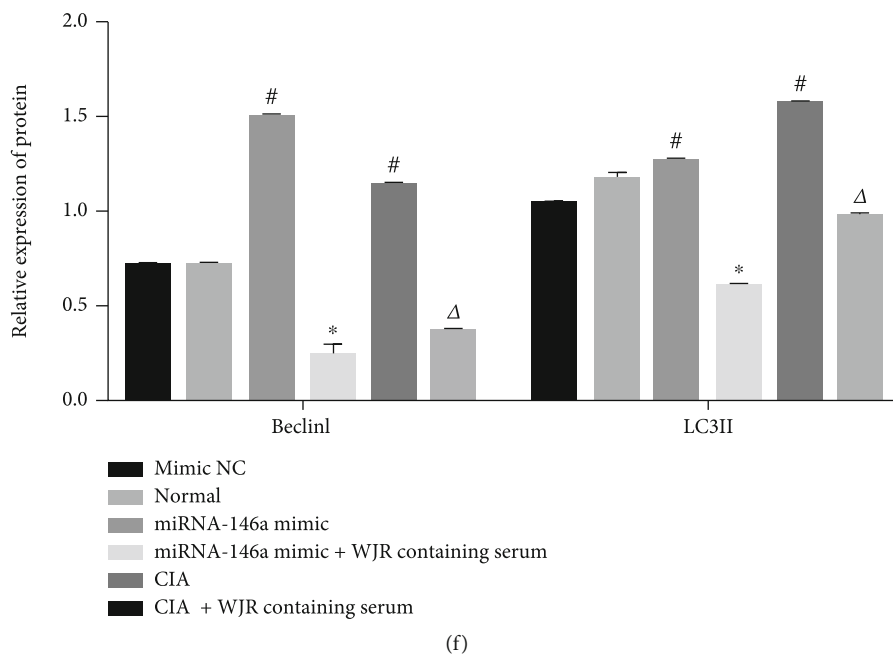 2.0
1.5
1.0
0.5
0.0
Relative expression of protein
#
#
*
Δ
#
#
*
Δ
Beclinl
LC3II
Mimic NC
Normal
miRNA-146a mimic
miRNA-146a mimic + WJR containing serum
CIA
CIA + WJR containing serum
(f)